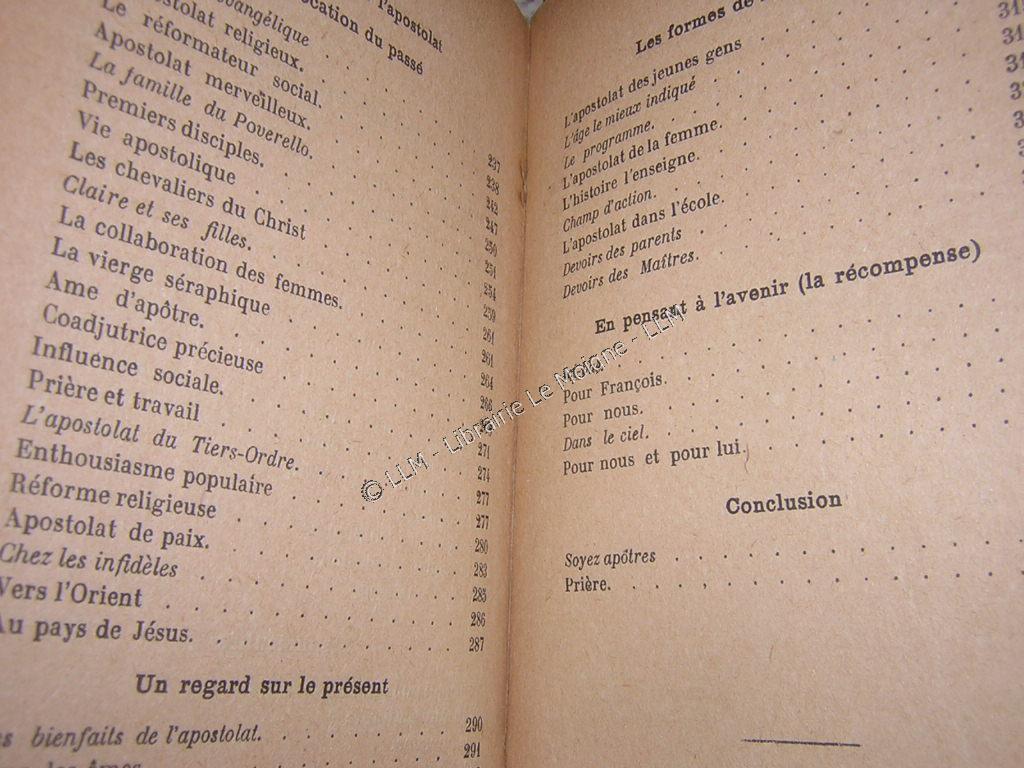 l'apostolat
vocation du passé
évangélique
Apostolat religieux.
Le réformateur social.
Apostolat merveilleux.
La famille du Poverello.
Premiers disciples.
Vie apostolique
Les chevaliers du Christ
Claire et ses filles.
La collaboration des femmes.
La vierge séraphique
Ame d'apôtre.
Coadjutrice précieuse
Influence sociale.
Prière et travail
L'apostolat du Tiers-Ordre.
Enthousiasme populaire
Réforme religieuse
Apostolat de paix.
Chez les infidèles
Vers l'Orient
Au pays de Jésus.
237
238
242
247
250
251
254
259
261
261
264
266
271
274
277
277
280
283
285
286
287
Un regard sur le présent
bienfaits de l'apostolat. 290
291
Les formes de
L'apostolat des jeunes gens
L'âge le mieux indiqué
Le programme.
L'apostolat de la femme.
L'histoire l'enseigne.
Champ d'action.
L'apostolat dans l'école.
Devoirs des parents
Devoirs des Maîtres.
En pensant à l'avenir (la récompense)
Pour François.
Pour nous.
Dans le ciel.
Pour nous et pour lui.
Conclusion
Soyez apôtres
Prière.
© LLM - Librairie Le Moigne - LLM